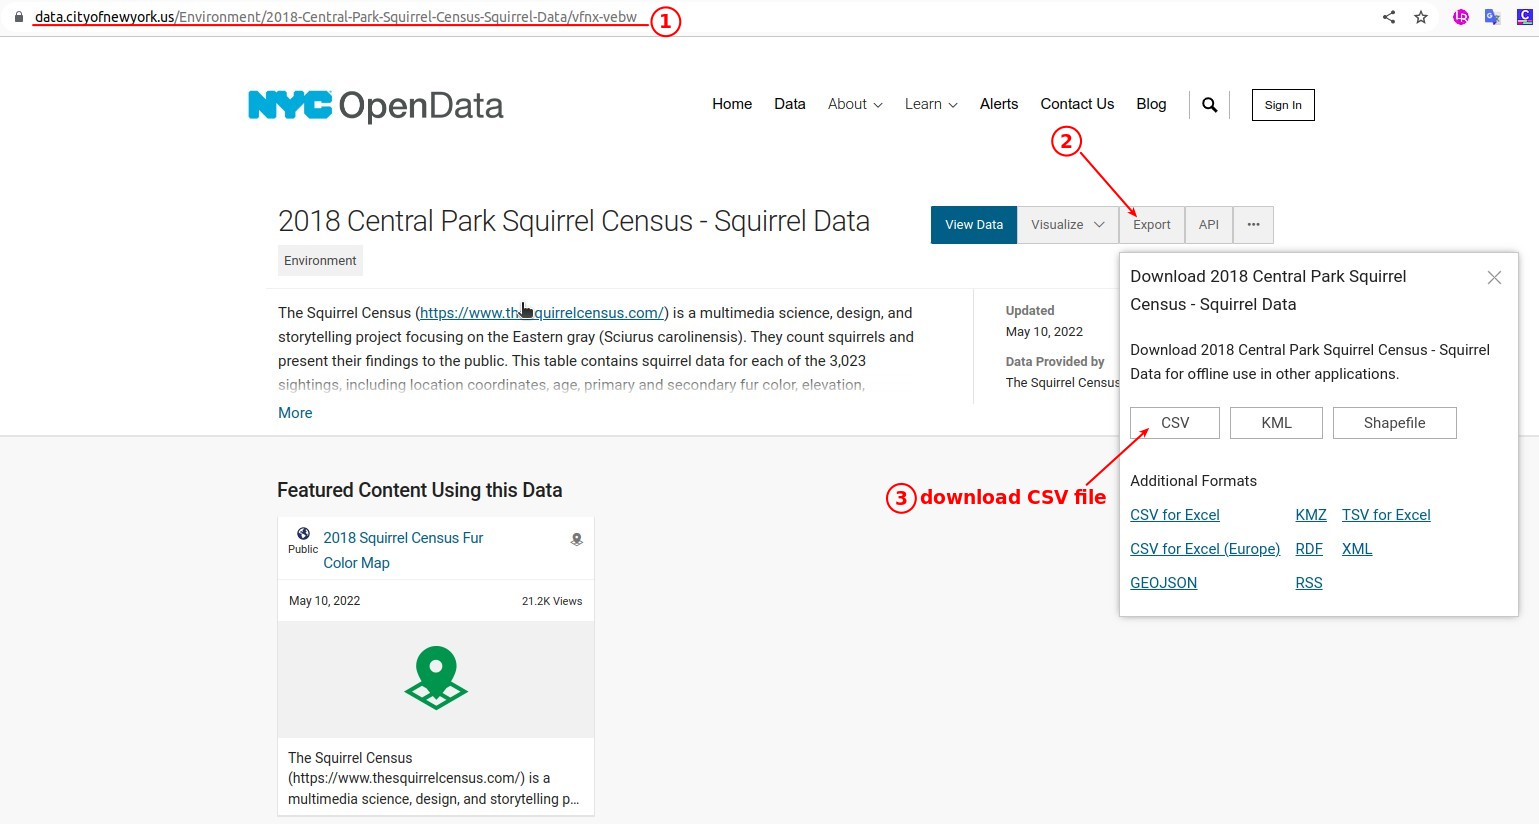 data.cityofnewyork.us/Environment/2018-Central-Park-Squirrel-Census-Squirrel-Data/vfnx-vebw
1
NYC OpenData
Home Data About Learn Alerts Contact Us Blog Sign In
2
2018 Central Park Squirrel Census - Squirrel Data
View Data Visualize Export API ...
Environment
The Squirrel Census (https://www.thesquirrelcensus.com/) is a multimedia science, design, and
storytelling project focusing on the Eastern gray (Sciurus carolinensis). They count squirrels and
present their findings to the public. This table contains squirrel data for each of the 3,023
sightings, including location coordinates, age, primary and secondary fur color, elevation,
More
Updated
May 10, 2022
Data Provided by
The Squirrel Census
Download 2018 Central Park Squirrel
Census - Squirrel Data
Download 2018 Central Park Squirrel Census - Squirrel
Data for offline use in other applications.
CSV KML Shapefile
3 download CSV file
Additional Formats
CSV for Excel KMZ TSV for Excel
CSV for Excel (Europe) RDF XML
GEOJSON RSS
Featured Content Using this Data
Public
2018 Squirrel Census Fur
Color Map
May 10, 2022 21.2K Views
The Squirrel Census
(https://www.thesquirrelcensus.com/) is a
multimedia science, design, and storytelling p...